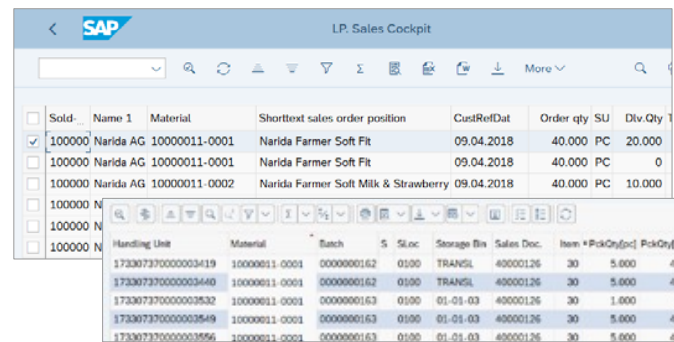 SAP LP. Sales Cockpit
More
Sold-... Name 1 Material Shorttext sales order position CustRefDat Order qty SU Dlv.Qty
100000 Narida AG 10000011-0001 Narida Farmer Soft Fit 09.04.2018 40.000 PC 20.000
100000 Narida AG 10000011-0001 Narida Farmer Soft Fit 09.04.2018 40.000 PC 0
100000 Narida AG 10000011-0002 Narida Farmer Soft Milk & Strawberry 09.04.2018 40.000 PC 10.000
100000 N
100000 N
100000 N
Handling Unit Material Batch S SLoc Storage Bin Sales Doc. Item PckQty[pc] PckQty
173307370000003419 10000011-0001 0000000162 0100 TRANSL 40000126 30 5.000
173307370000003440 10000011-0001 0000000162 0100 TRANSL 40000126 30 5.000
173307370000003532 10000011-0001 0000000163 0100 01-01-03 40000126 30 1.000
173307370000003549 10000011-0001 0000000163 0100 01-01-03 40000126 30 5.000
173307370000003556 10000011-0001 0000000163 0100 01-01-03 40000126 30 5.000